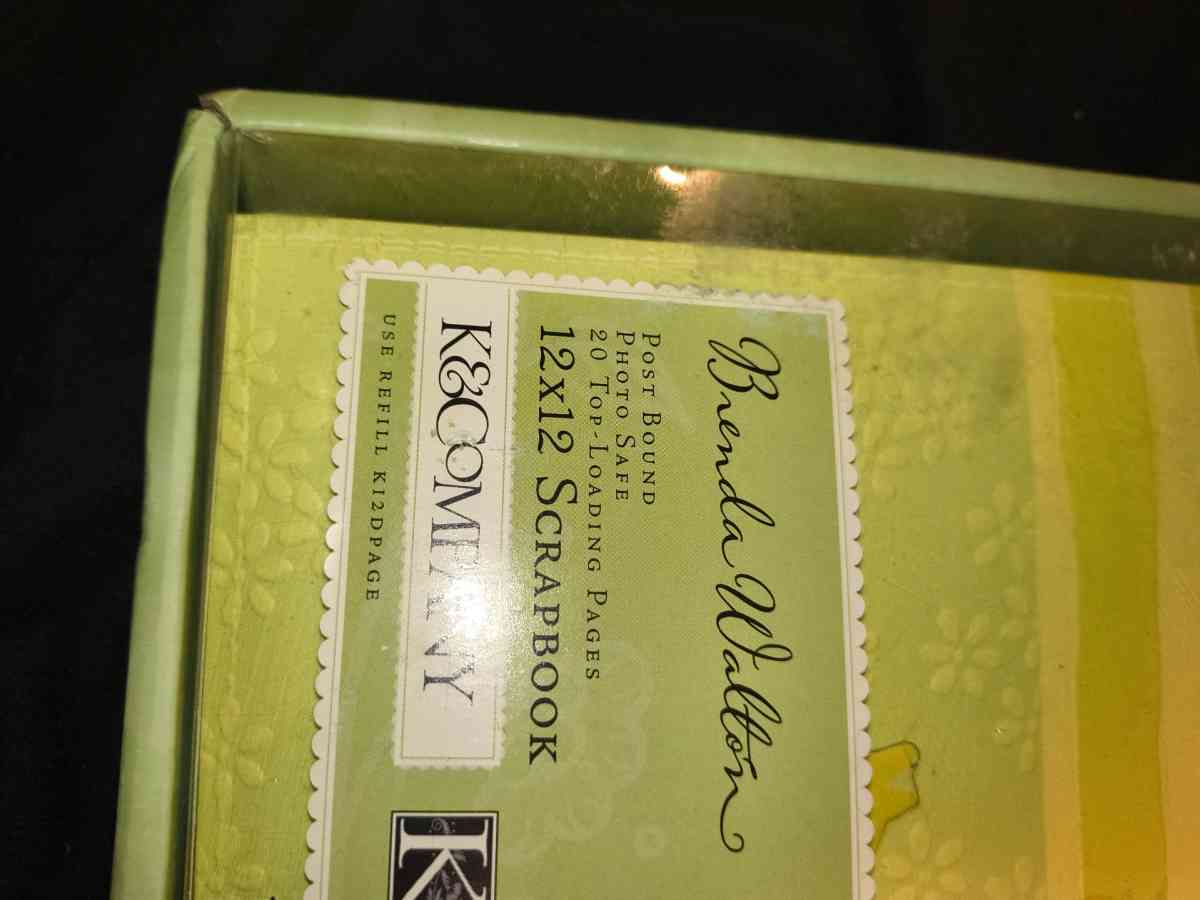 Brenda Walton
Post Bound
Photo Safe
20 Top-Loading Pages
12x12 Scrapbook
K&COMPANY
USE REFILL K12DPAGE
K